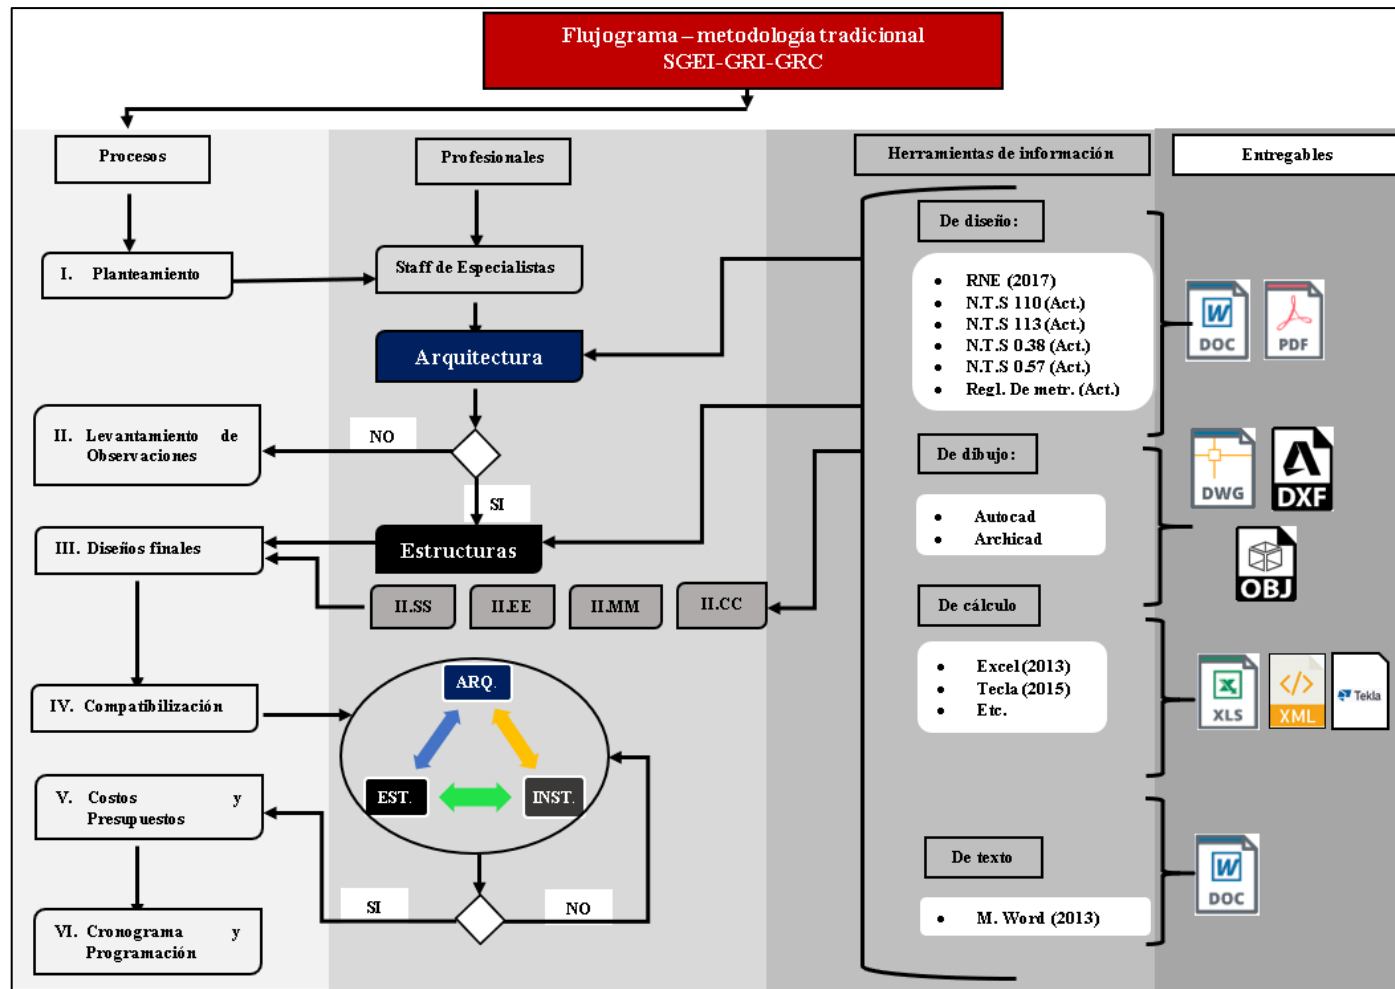 Flujograma – metodología tradicional
SGEI-GRI-GRC
Procesos
Profesionales
Herramientas de información
Entregables
I. Planteamiento
Staff de Especialistas
Arquitectura
NO
II. Levantamiento de
Observaciones
SI
III. Diseños finales
Estructuras
II.SS
II.EE
II.MM
II.CC
IV. Compatibilización
ARQ.
EST.
INST.
V. Costos y
Presupuestos
SI
NO
VI. Cronograma y
Programación
De diseño:
• RNE (2017)
• N.T.S 110 (Act.)
• N.T.S 113 (Act.)
• N.T.S 0.38 (Act.)
• N.T.S 0.57 (Act.)
• Regl. De metr. (Act.)
De dibujo:
• Autocad
• Archicad
De cálculo
• Excel (2013)
• Tecla (2015)
• Etc.
De texto
• M. Word (2013)
W
DOC
PDF
DWG
DXF
OBJ
X
XLS
</>
XML
Tekla
W
DOC